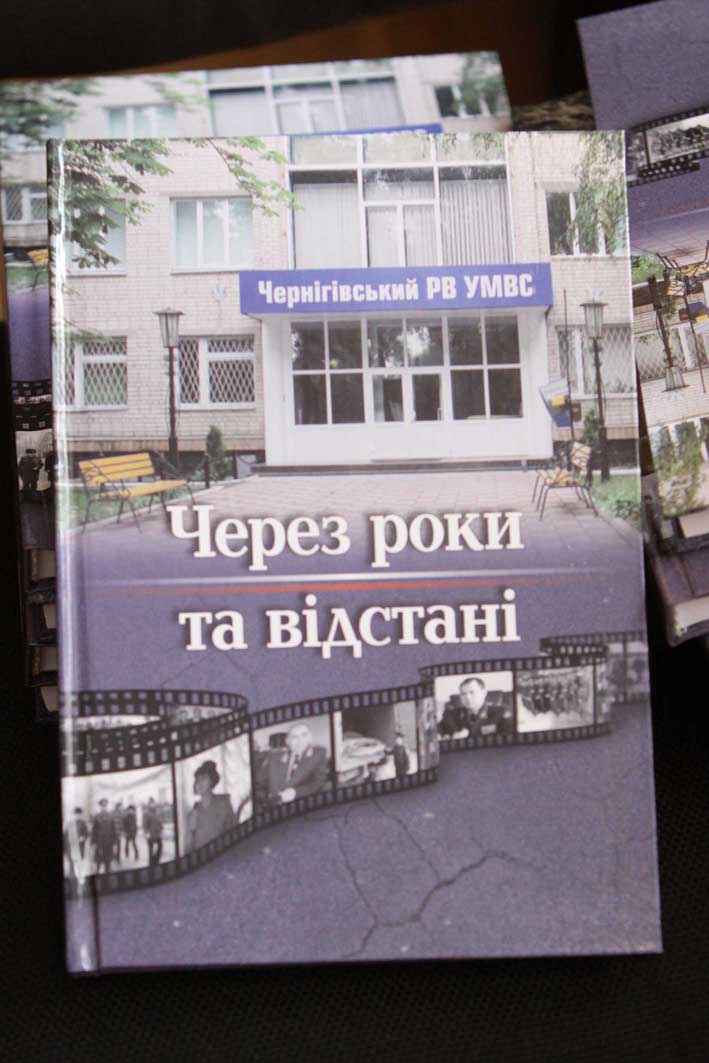 Чернігівський РВ УМВС
Через роки
та відстані